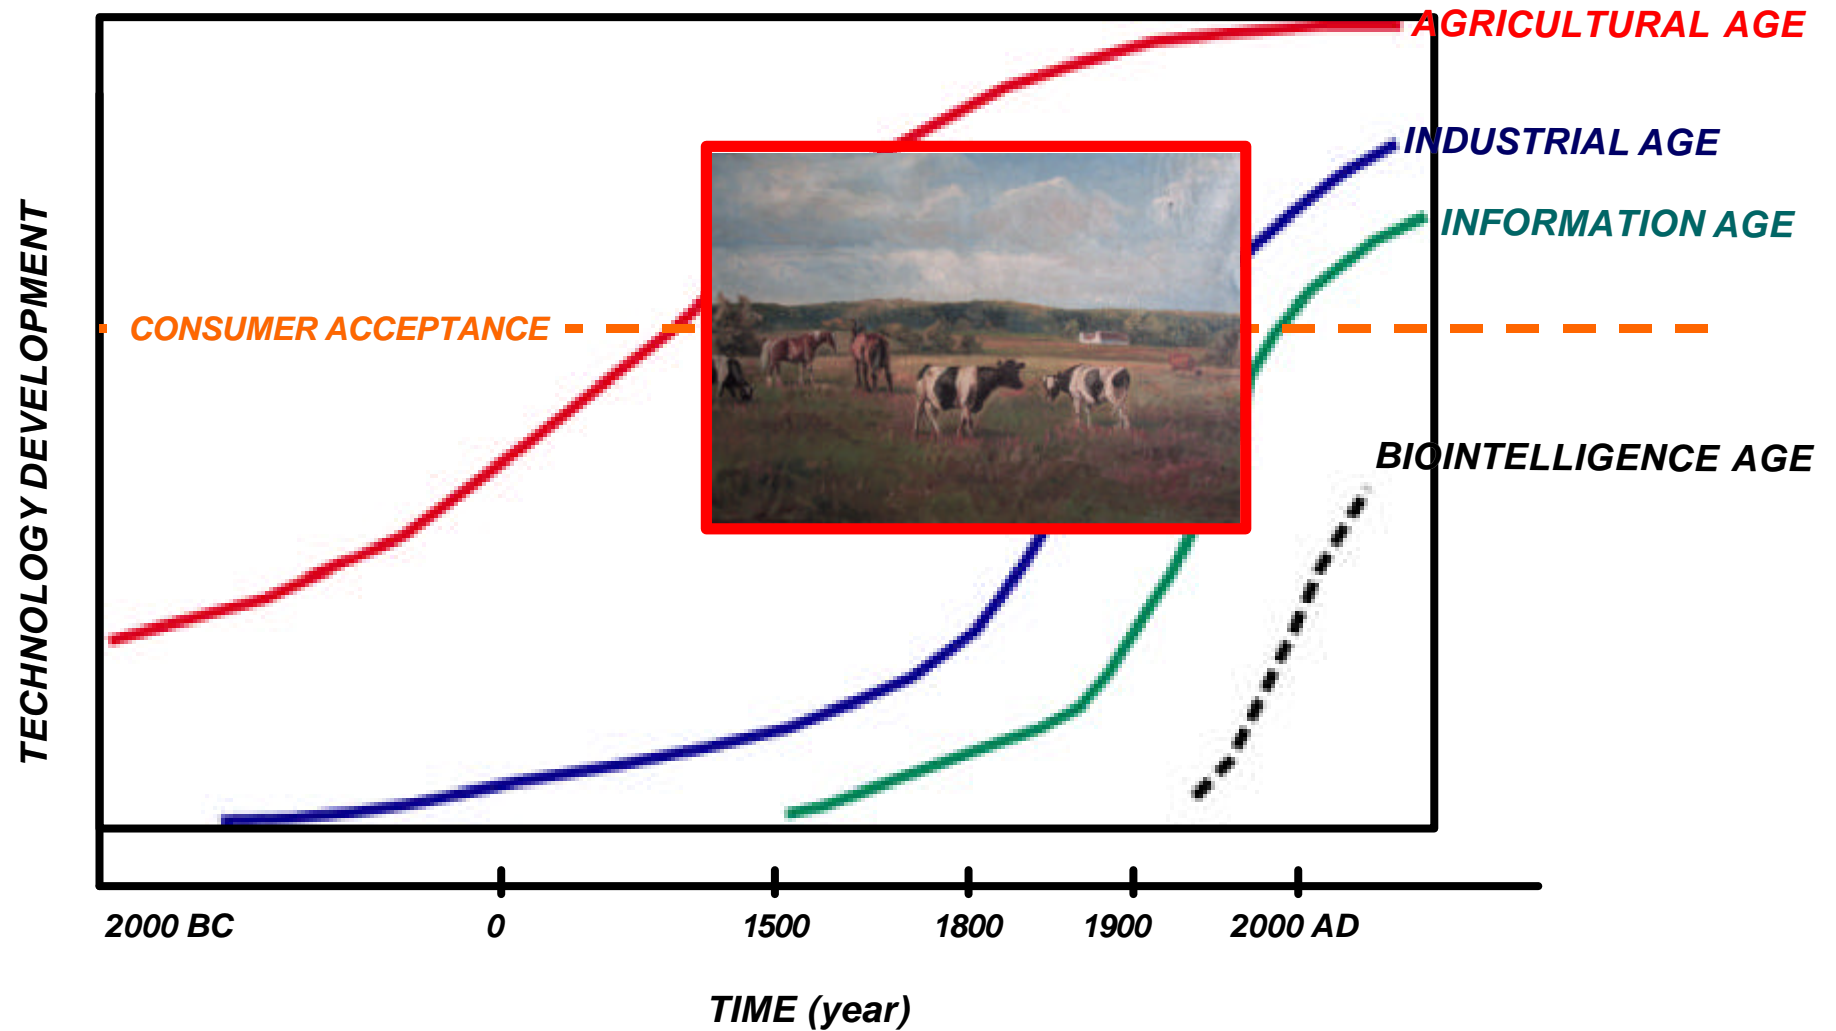 AGRICULTURAL AGE
INDUSTRIAL AGE
INFORMATION AGE
CONSUMER ACCEPTANCE
BIOINTELLIGENCE AGE
TECHNOLOGY DEVELOPMENT
2000 BC 0 1500 1800 1900 2000 AD
TIME (year)